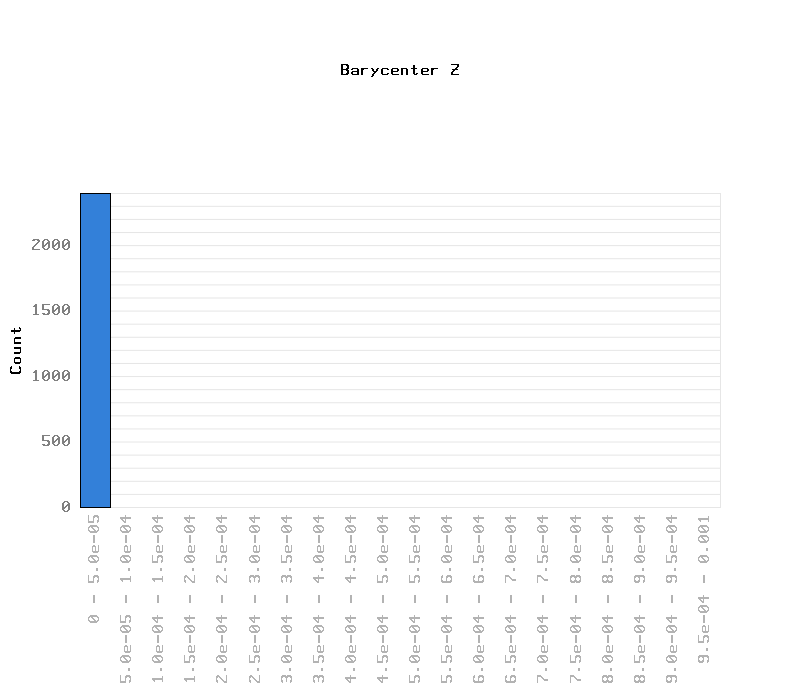 Barycenter Z
Count
2000
1500
1000
500
0
0 - 5.0e-05
5.0e-05 - 1.0e-04
1.0e-04 - 1.5e-04
1.5e-04 - 2.0e-04
2.0e-04 - 2.5e-04
2.5e-04 - 3.0e-04
3.0e-04 - 3.5e-04
3.5e-04 - 4.0e-04
4.0e-04 - 4.5e-04
4.5e-04 - 5.0e-04
5.0e-04 - 5.5e-04
5.5e-04 - 6.0e-04
6.0e-04 - 6.5e-04
6.5e-04 - 7.0e-04
7.0e-04 - 7.5e-04
7.5e-04 - 8.0e-04
8.0e-04 - 8.5e-04
8.5e-04 - 9.0e-04
9.0e-04 - 9.5e-04
9.5e-04 - 0.001